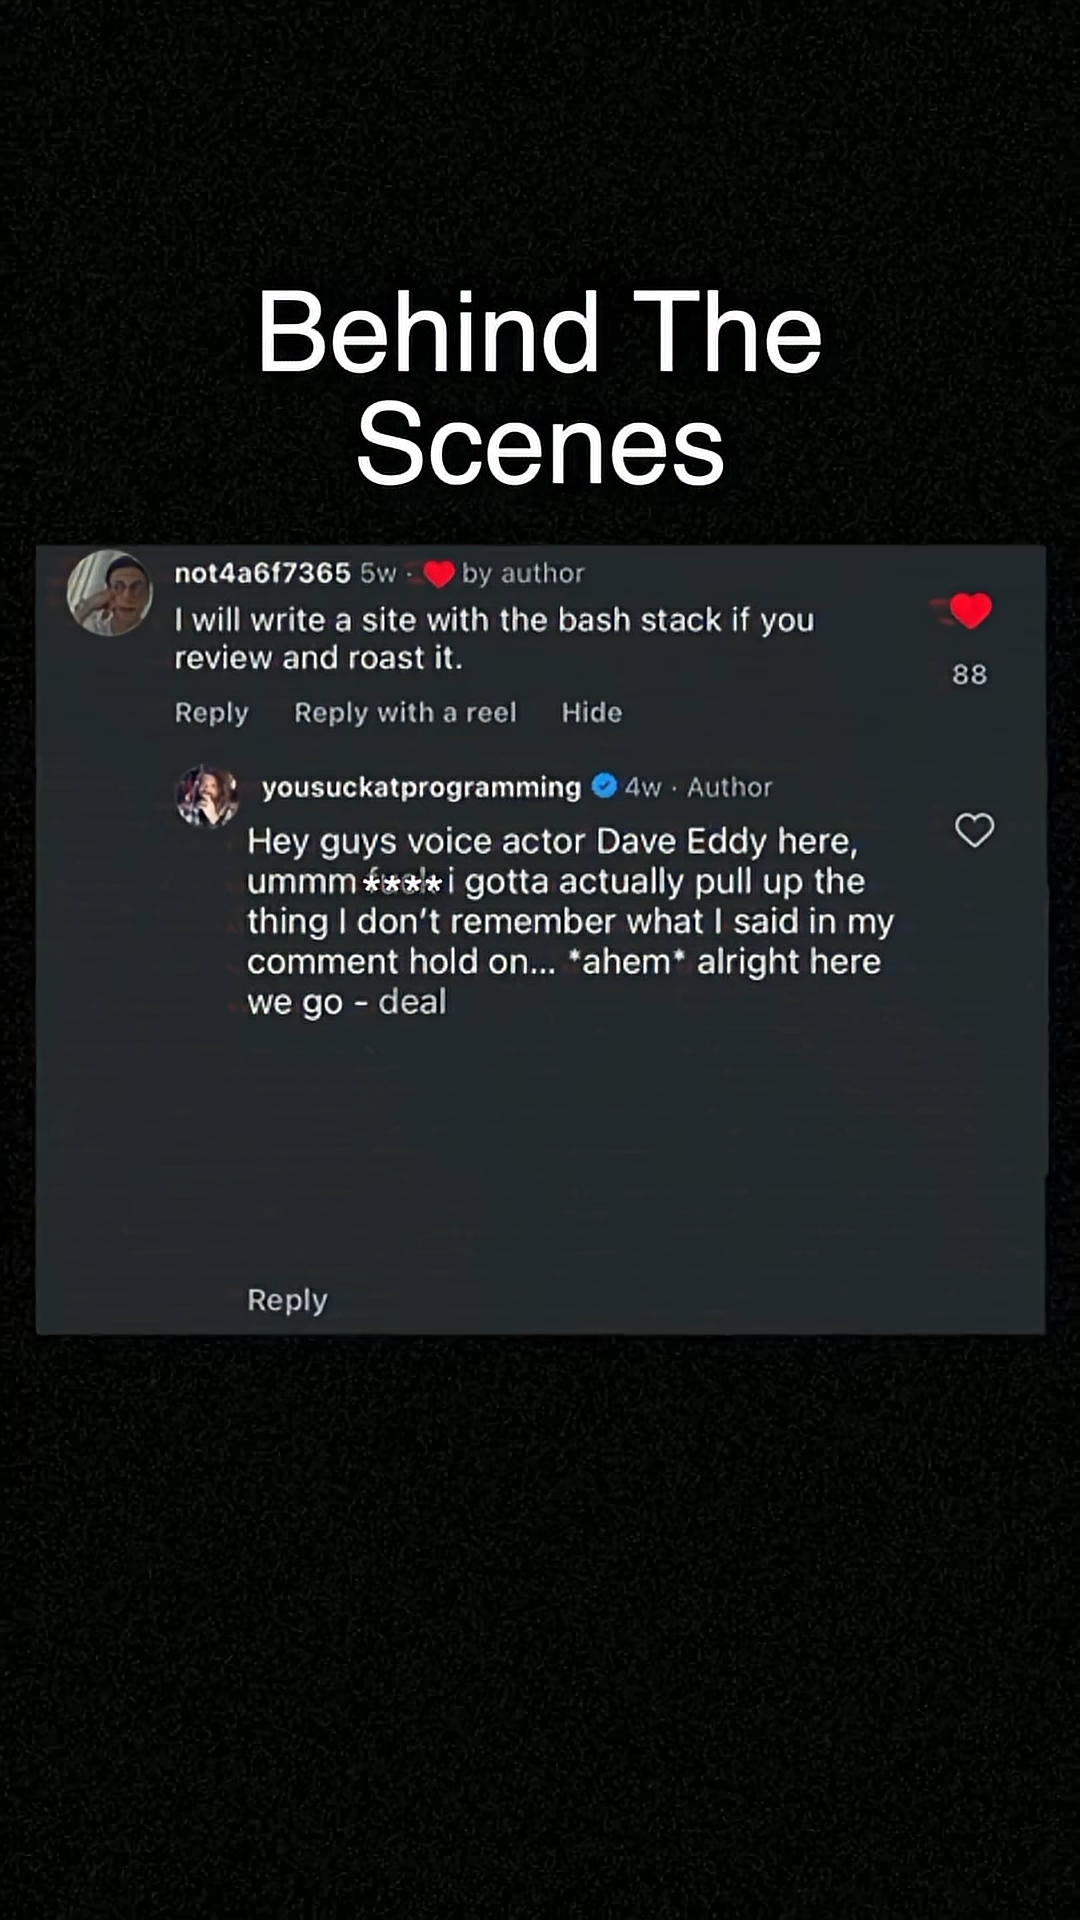 Behind The
Scenes
not4a6f7365 5w · ❤️ by author
I will write a site with the bash stack if you
review and roast it.
88
Reply Reply with a reel Hide
yousuckatprogramming 4w · Author
Hey guys voice actor Dave Eddy here,
ummm **** i gotta actually pull up the
thing I don't remember what I said in my
comment hold on... *ahem* alright here
we go - deal
Reply